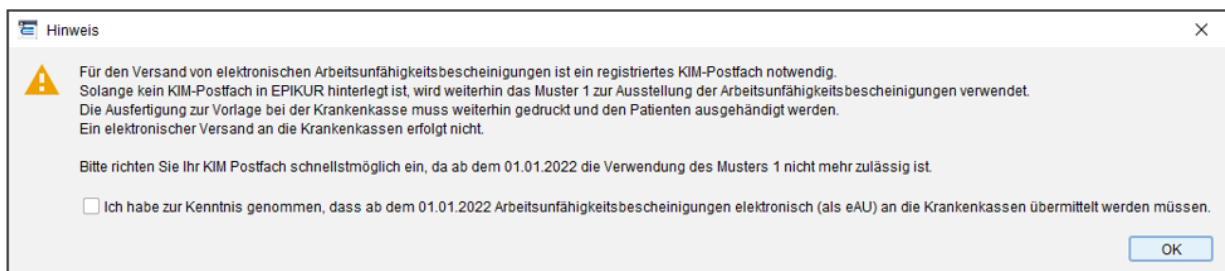 Hinweis
Für den Versand von elektronischen Arbeitsunfähigkeitsbescheinigungen ist ein registriertes KIM-Postfach notwendig.
Solange kein KIM-Postfach in EPIKUR hinterlegt ist, wird weiterhin das Muster 1 zur Ausstellung der Arbeitsunfähigkeitsbescheinigungen verwendet.
Die Ausfertigung zur Vorlage bei der Krankenkasse muss weiterhin gedruckt und den Patienten ausgehändigt werden.
Ein elektronischer Versand an die Krankenkassen erfolgt nicht.
Bitte richten Sie Ihr KIM Postfach schnellstmöglich ein, da ab dem 01.01.2022 die Verwendung des Musters 1 nicht mehr zulässig ist.
Ich habe zur Kenntnis genommen, dass ab dem 01.01.2022 Arbeitsunfähigkeitsbescheinigungen elektronisch (als eAU) an die Krankenkassen übermittelt werden müssen.
OK